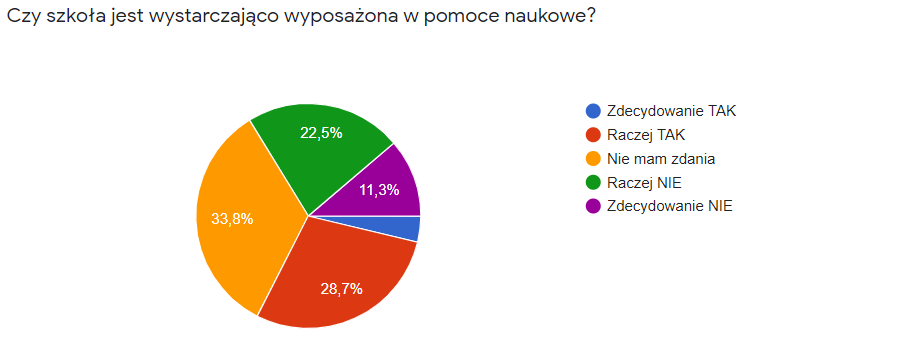 Czy szkoła jest wystarczająco wyposażona w pomoce naukowe?
22,5%
11,3%
33,8%
28,7%
Zdecydowanie TAK
Raczej TAK
Nie mam zdania
Raczej NIE
Zdecydowanie NIE